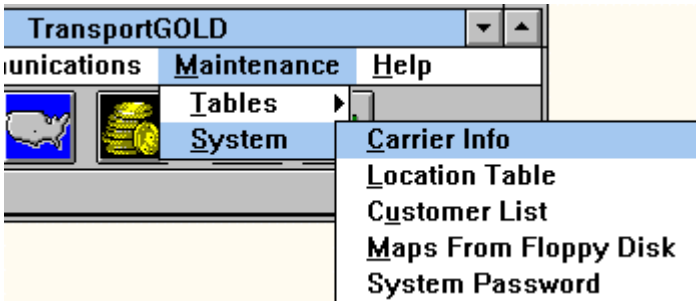 TransportGOLD
unications Maintenance Help
Tables
System
Carrier Info
Location Table
Customer List
Maps From Floppy Disk
System Password